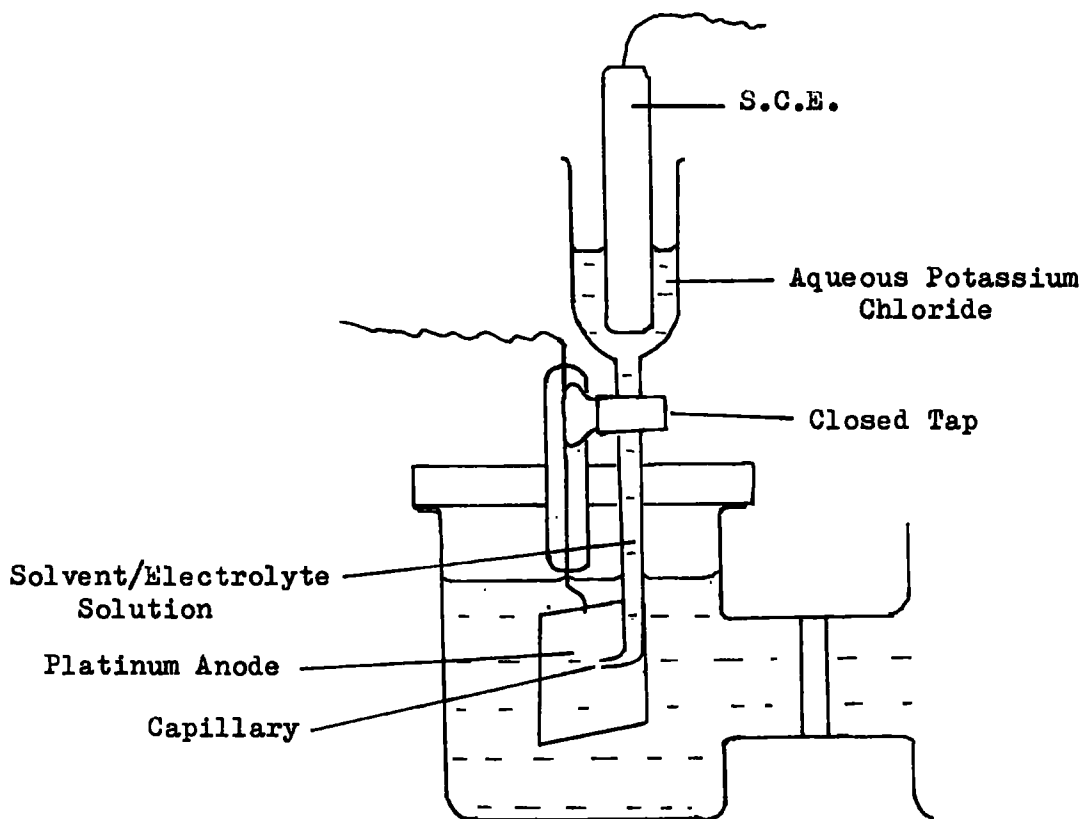 S.C.E.
Aqueous Potassium
Chloride
Closed Tap
Solvent/Electrolyte
Solution
Platinum Anode
Capillary